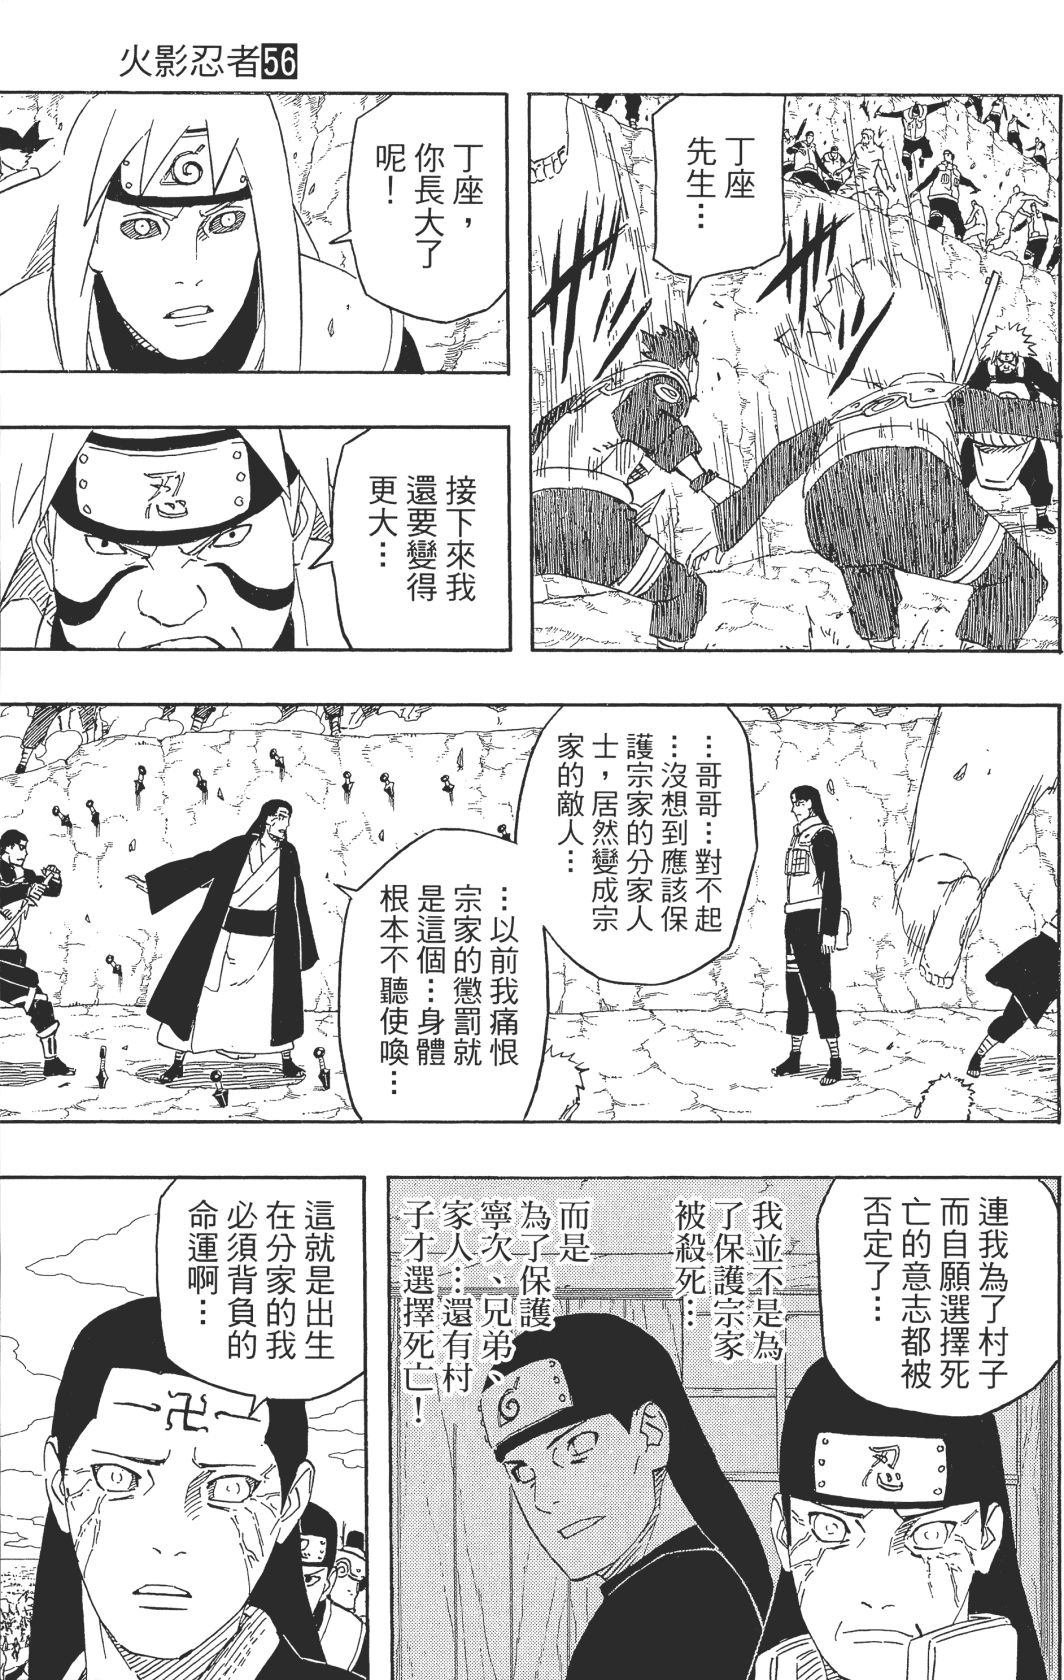 火影忍者56
丁座
先生…
丁座，
你長大了
呢！
忍
接下來我
還要變得
更大…
…哥哥…對不起
…沒想到應該保
護宗家的分家人
士，居然變成宗
家的敵人…
…以前我痛恨
宗家的懲罰就
是這個…身體
根本不聽使喚…
連我為了村子
而自願選擇死
亡的意志都被
否定了…
忍
我並不是為
了保護宗家
被殺死…
而是
為了保護
寧次、兄弟、
家人…還有村
子才選擇死亡！
這就是出生
在分家的我
必須背負的
命運啊…